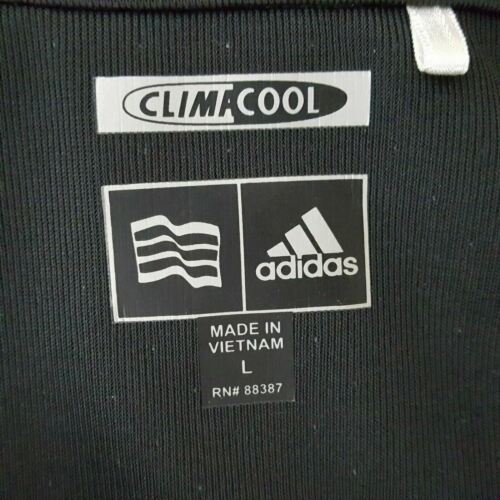 CLIMACOOL
adidas
MADE IN
VIETNAM
L
RN# 88387